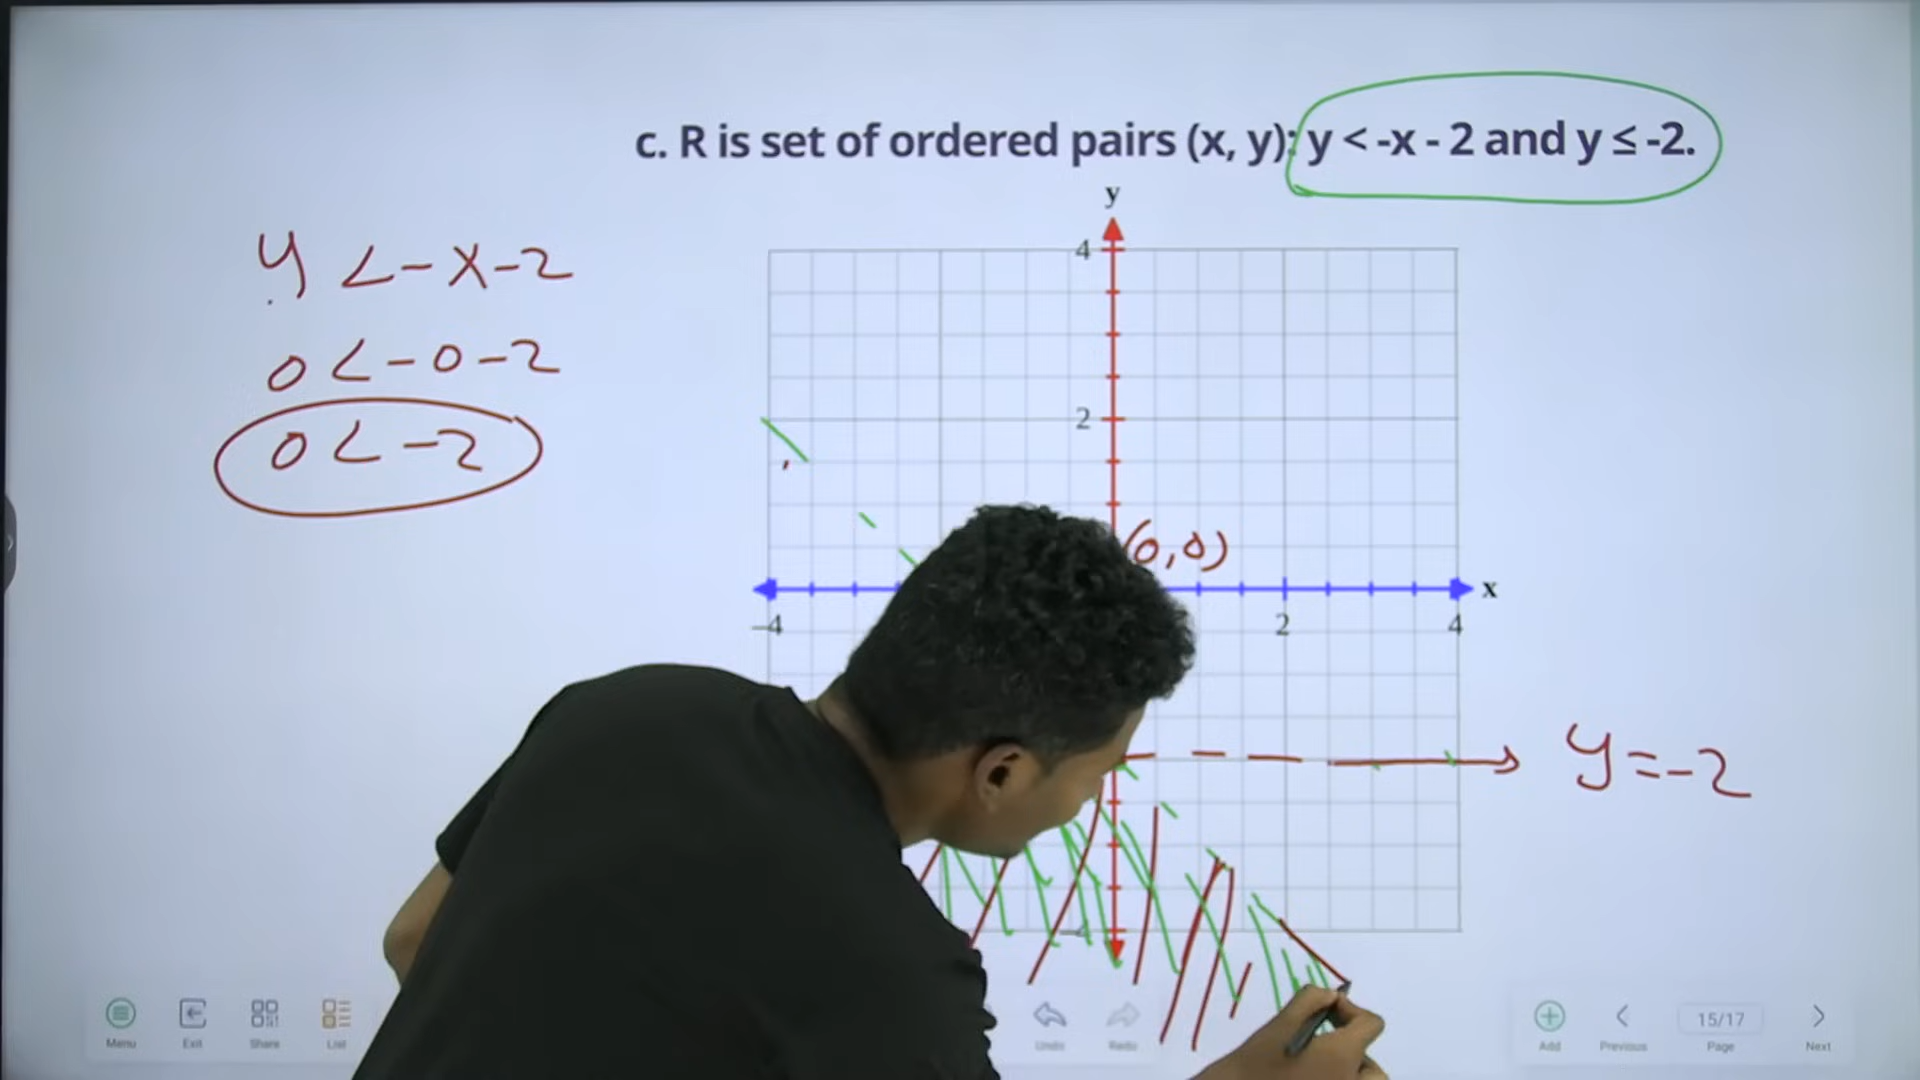 c. R is set of ordered pairs (x, y): y < -x - 2 and y ≤ -2.
y
4
y < -x-2
0 < -0-2
2
0 < -2
(0,0)
x
-4
2
4
y=-2
Menu
Exit
Share
List
Undo
Redo
Add
Previous
15/17
Page
Next